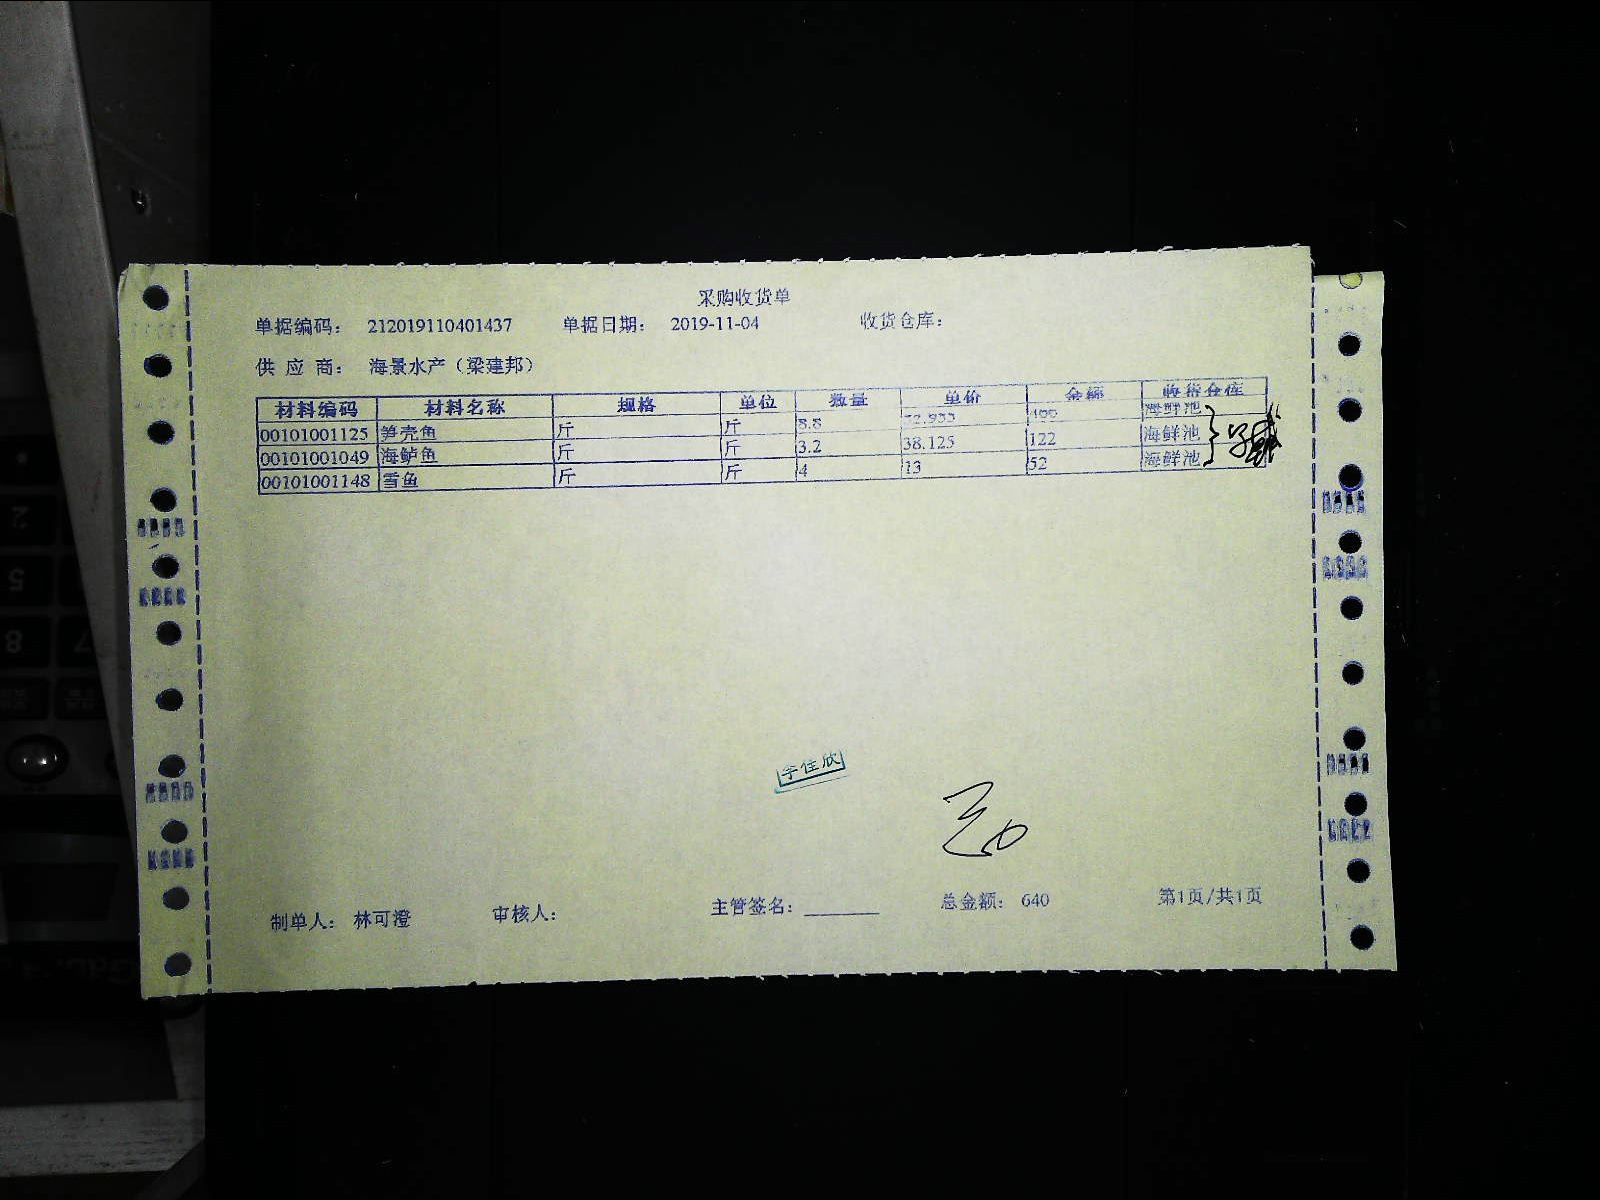 采购收货单
单据编码： 212019110401437 单据日期： 2019-11-04 收货仓库：
供 应 商： 海景水产（梁建邦）
材料编码 材料名称 规格 单位 数量 单价 金额 收货仓库
00101001125 笋壳鱼 斤 斤 8.8 海鲜池
00101001049 海鲈鱼 斤 斤 3.2 38.125 122 海鲜池
00101001148 雪鱼 斤 斤 4 13 52 海鲜池
李佳欣
制单人： 林可澄 审核人： 主管签名： 总金额： 640 第1页/共1页